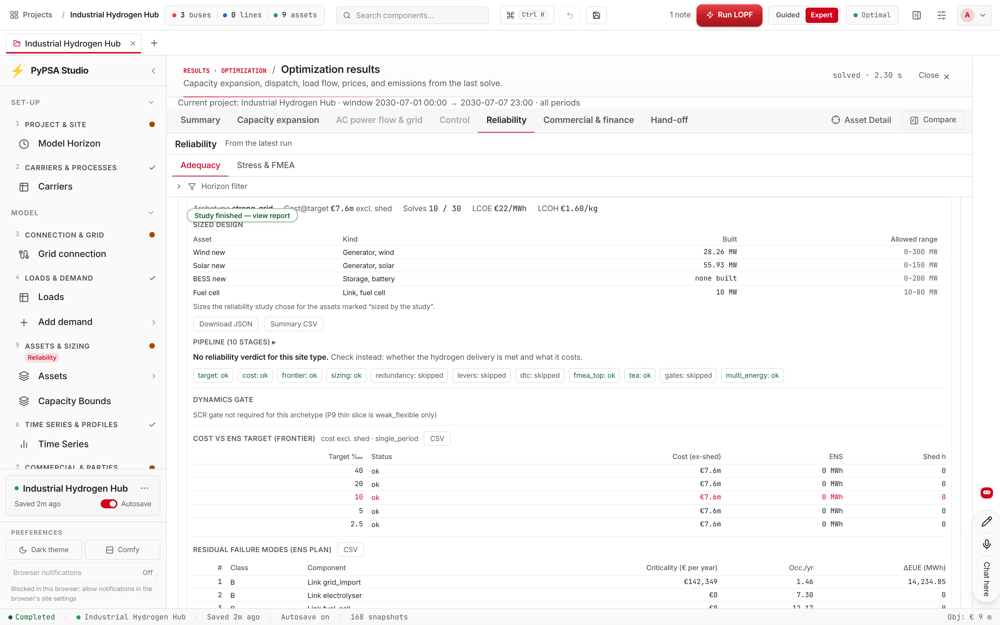 Projects / Industrial Hydrogen Hub 3 buses 0 lines 9 assets Search components... ⌘ Ctrl K 1 note Run LOPF Guided Expert Optimal A
Industrial Hydrogen Hub × +
PyPSA Studio
SET-UP
1 PROJECT & SITE
Model Horizon
2 CARRIERS & PROCESSES
Carriers
MODEL
3 CONNECTION & GRID
Grid connection
4 LOADS & DEMAND
Loads
Add demand
5 ASSETS & SIZING
Reliability
Assets
Capacity Bounds
6 TIME SERIES & PROFILES
Time Series
7 COMMERCIAL & PARTIES
Industrial Hydrogen Hub ...
Saved 2m ago Autosave
PREFERENCES
Dark theme Comfy
Browser notifications Off
Blocked in this browser: allow notifications in the
browser's site settings
RESULTS · OPTIMIZATION / Optimization results
Capacity expansion, dispatch, load flow, prices, and emissions from the last solve.
solved · 2.30 s Close ×
Current project: Industrial Hydrogen Hub · window 2030-07-01 00:00 → 2030-07-07 23:00 · all periods
Summary Capacity expansion AC power flow & grid Control Reliability Commercial & finance Hand-off Asset Detail Compare
Reliability From the latest run
Adequacy Stress & FMEA
Horizon filter
Archetype strong_grid Cost@target €7.6m excl. shed Solves 10 / 30 LCOE €22/MWh LCOH €1.60/kg
Study finished — view report
SIZED DESIGN
Asset Kind Built Allowed range
Wind new Generator, wind 28.26 MW 0–300 MW
Solar new Generator, solar 55.93 MW 0–150 MW
BESS new Storage, battery none built 0–200 MW
Fuel cell Link, fuel cell 10 MW 10–80 MW
Sizes the reliability study chose for the assets marked “sized by the study”.
Download JSON Summary CSV
PIPELINE (10 STAGES) ▸
No reliability verdict for this site type. Check instead: whether the hydrogen delivery is met and what it costs.
target: ok cost: ok frontier: ok sizing: ok redundancy: skipped levers: skipped dtc: skipped fmea_top: ok tea: ok gates: skipped multi_energy: ok
DYNAMICS GATE
SCR gate not required for this archetype (P9 thin slice is weak_flexible only)
COST VS ENS TARGET (FRONTIER) cost excl. shed · single_period CSV
Target ‱ Status Cost (ex-shed) ENS Shed h
40 ok €7.6m 0 MWh 0
20 ok €7.6m 0 MWh 0
10 ok €7.6m 0 MWh 0
5 ok €7.6m 0 MWh 0
2.5 ok €7.6m 0 MWh 0
RESIDUAL FAILURE MODES (ENS PLAN) CSV
# Class Component Criticality (€ per year) Occ./yr ΔEUE (MWh)
1 B Link grid_import €142,349 1.46 14,234.85
2 B Link electrolyser €0 7.30 0
3 B Link fuel_cell €0 12.17 0
Chat here
Completed Industrial Hydrogen Hub Saved 2m ago Autosave on 168 snapshots Obj: € 9 m